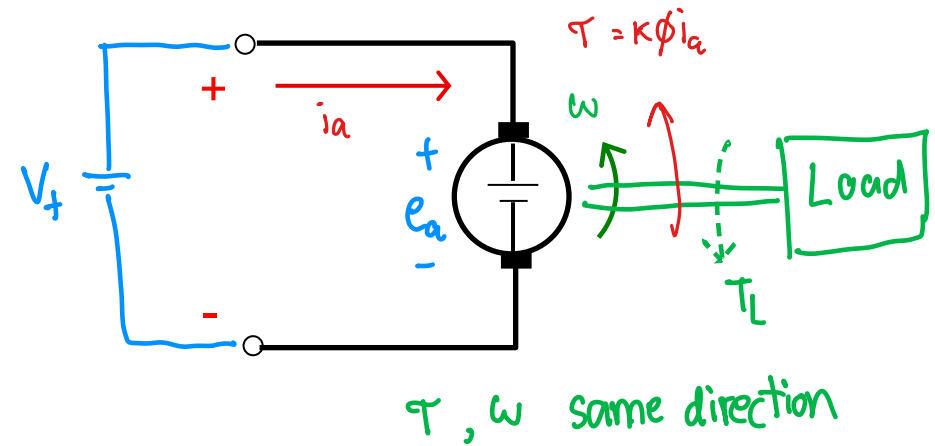 τ = Kϕia
+
ia
ω
Vt
+
ea
-
Load
-
TL
τ , ω same direction